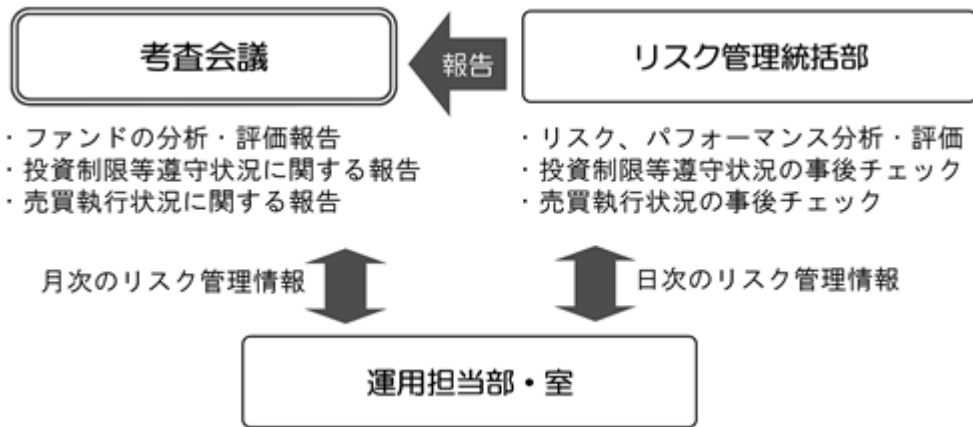 考査会議
報告
リスク管理統括部
・ファンドの分析・評価報告
・投資制限等遵守状況に関する報告
・売買執行状況に関する報告
・リスク、パフォーマンス分析・評価
・投資制限等遵守状況の事後チェック
・売買執行状況の事後チェック
月次のリスク管理情報
日次のリスク管理情報
運用担当部・室